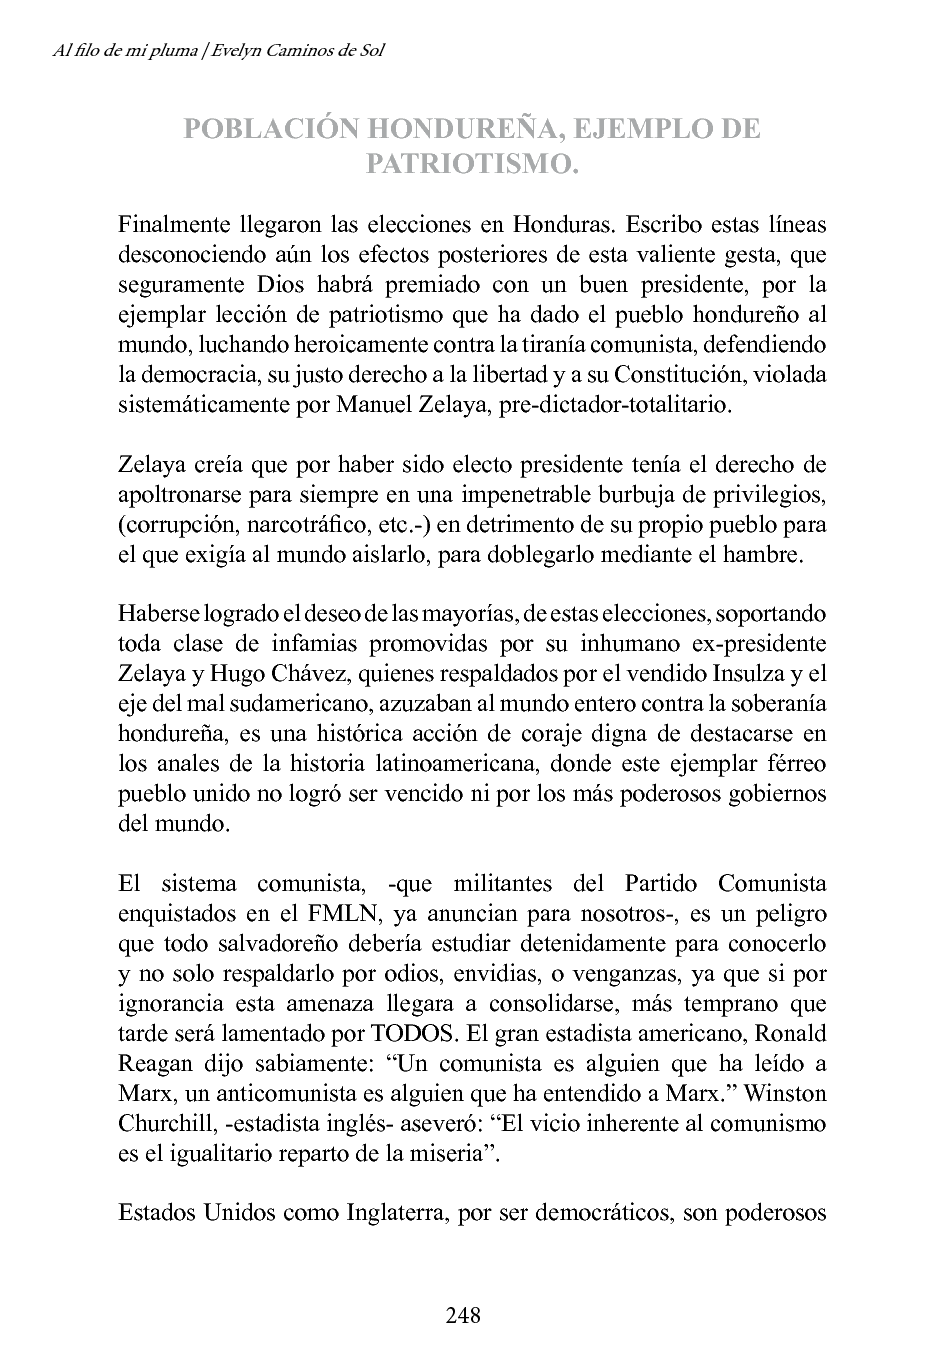 Al filo de mi pluma | Evelyn Caminos de Sol
POBLACIÓN HONDUREÑA, EJEMPLO DE
PATRIOTISMO.
Finalmente llegaron las elecciones en Honduras. Escribo estas líneas
desconociendo aún los efectos posteriores de esta valiente gesta, que
seguramente Dios habrá premiado con un buen presidente, por la
ejemplar lección de patriotismo que ha dado el pueblo hondureño al
mundo, luchando heroicamente contra la tiranía comunista, defendiendo
la democracia, su justo derecho a la libertad y a su Constitución, violada
sistemáticamente por Manuel Zelaya, pre-dictador-totalitario.
Zelaya creía que por haber sido electo presidente tenía el derecho de
apoltronarse para siempre en una impenetrable burbuja de privilegios,
(corrupción, narcotráfico, etc.-) en detrimento de su propio pueblo para
el que exigía al mundo aislarlo, para doblegarlo mediante el hambre.
Haberse logrado el deseo de las mayorías, de estas elecciones, soportando
toda clase de infamias promovidas por su inhumano ex-presidente
Zelaya y Hugo Chávez, quienes respaldados por el vendido Insulza y el
eje del mal sudamericano, azuzaban al mundo entero contra la soberanía
hondureña, es una histórica acción de coraje digna de destacarse en
los anales de la historia latinoamericana, donde este ejemplar férreo
pueblo unido no logró ser vencido ni por los más poderosos gobiernos
del mundo.
El sistema comunista, -que militantes del Partido Comunista
enquistados en el FMLN, ya anuncian para nosotros-, es un peligro
que todo salvadoreño debería estudiar detenidamente para conocerlo
y no solo respaldarlo por odios, envidias, o venganzas, ya que si por
ignorancia esta amenaza llegara a consolidarse, más temprano que
tarde será lamentado por TODOS. El gran estadista americano, Ronald
Reagan dijo sabiamente: “Un comunista es alguien que ha leído a
Marx, un anticomunista es alguien que ha entendido a Marx.” Winston
Churchill, -estadista inglés- aseveró: “El vicio inherente al comunismo
es el igualitario reparto de la miseria”.
Estados Unidos como Inglaterra, por ser democráticos, son poderosos
248